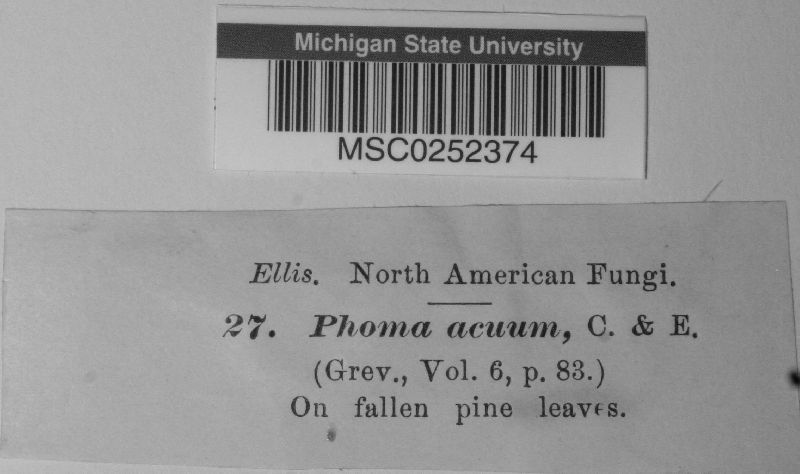 Michigan State University
MSC0252374
Ellis. North American Fungi.
27. Phoma acuum, C. & E.
(Grev., Vol. 6, p. 83.)
On fallen pine leaves.